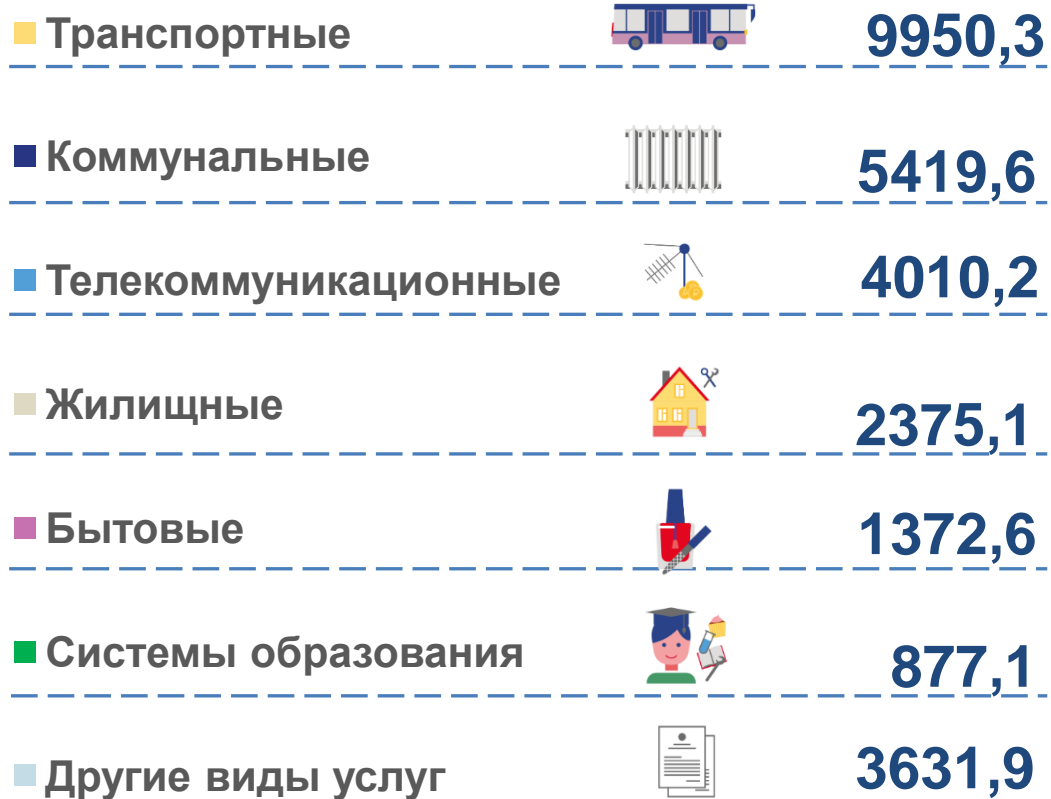 Транспортные 9950,3
Коммунальные 5419,6
Телекоммуникационные 4010,2
Жилищные 2375,1
Бытовые 1372,6
Системы образования 877,1
Другие виды услуг 3631,9